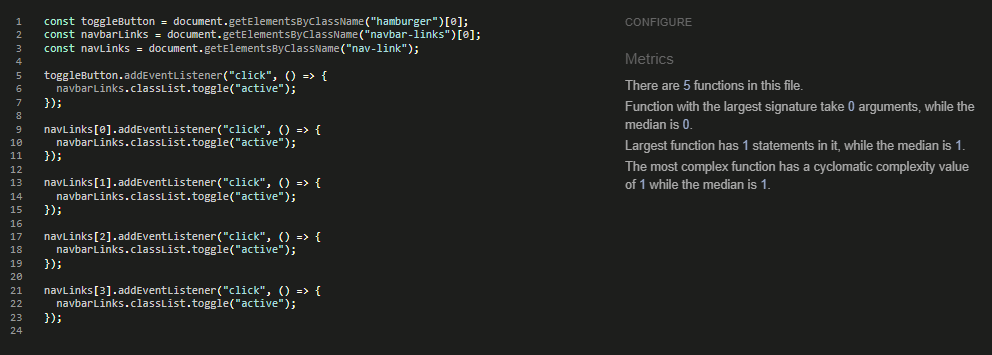 1 const toggleButton = document.getElementsByClassName("hamburger")[0];
2 const navbarLinks = document.getElementsByClassName("navbar-links")[0];
3 const navLinks = document.getElementsByClassName("nav-link");
4
5 toggleButton.addEventListener("click", () => {
6   navbarLinks.classList.toggle("active");
7 });
8
9 navLinks[0].addEventListener("click", () => {
10   navbarLinks.classList.toggle("active");
11 });
12
13 navLinks[1].addEventListener("click", () => {
14   navbarLinks.classList.toggle("active");
15 });
16
17 navLinks[2].addEventListener("click", () => {
18   navbarLinks.classList.toggle("active");
19 });
20
21 navLinks[3].addEventListener("click", () => {
22   navbarLinks.classList.toggle("active");
23 });
24
CONFIGURE
Metrics
There are 5 functions in this file.
Function with the largest signature take 0 arguments, while the
median is 0.
Largest function has 1 statements in it, while the median is 1.
The most complex function has a cyclomatic complexity value
of 1 while the median is 1.